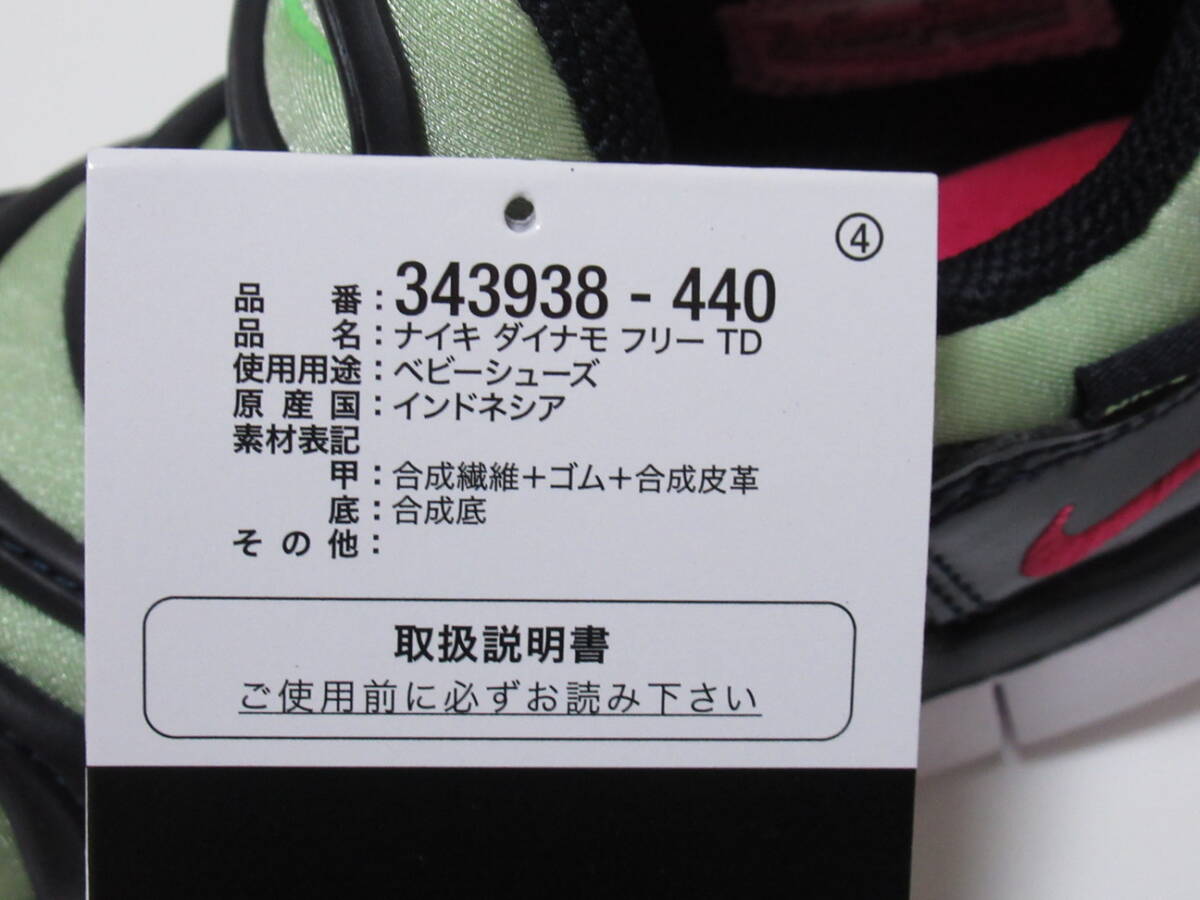 ④
品番：343938 - 440
品名：ナイキ ダイナモ フリー TD
使用用途：ベビーシューズ
原産国：インドネシア
素材表記
甲：合成繊維＋ゴム＋合成皮革
底：合成底
その他：
取扱説明書
ご使用前に必ずお読み下さい